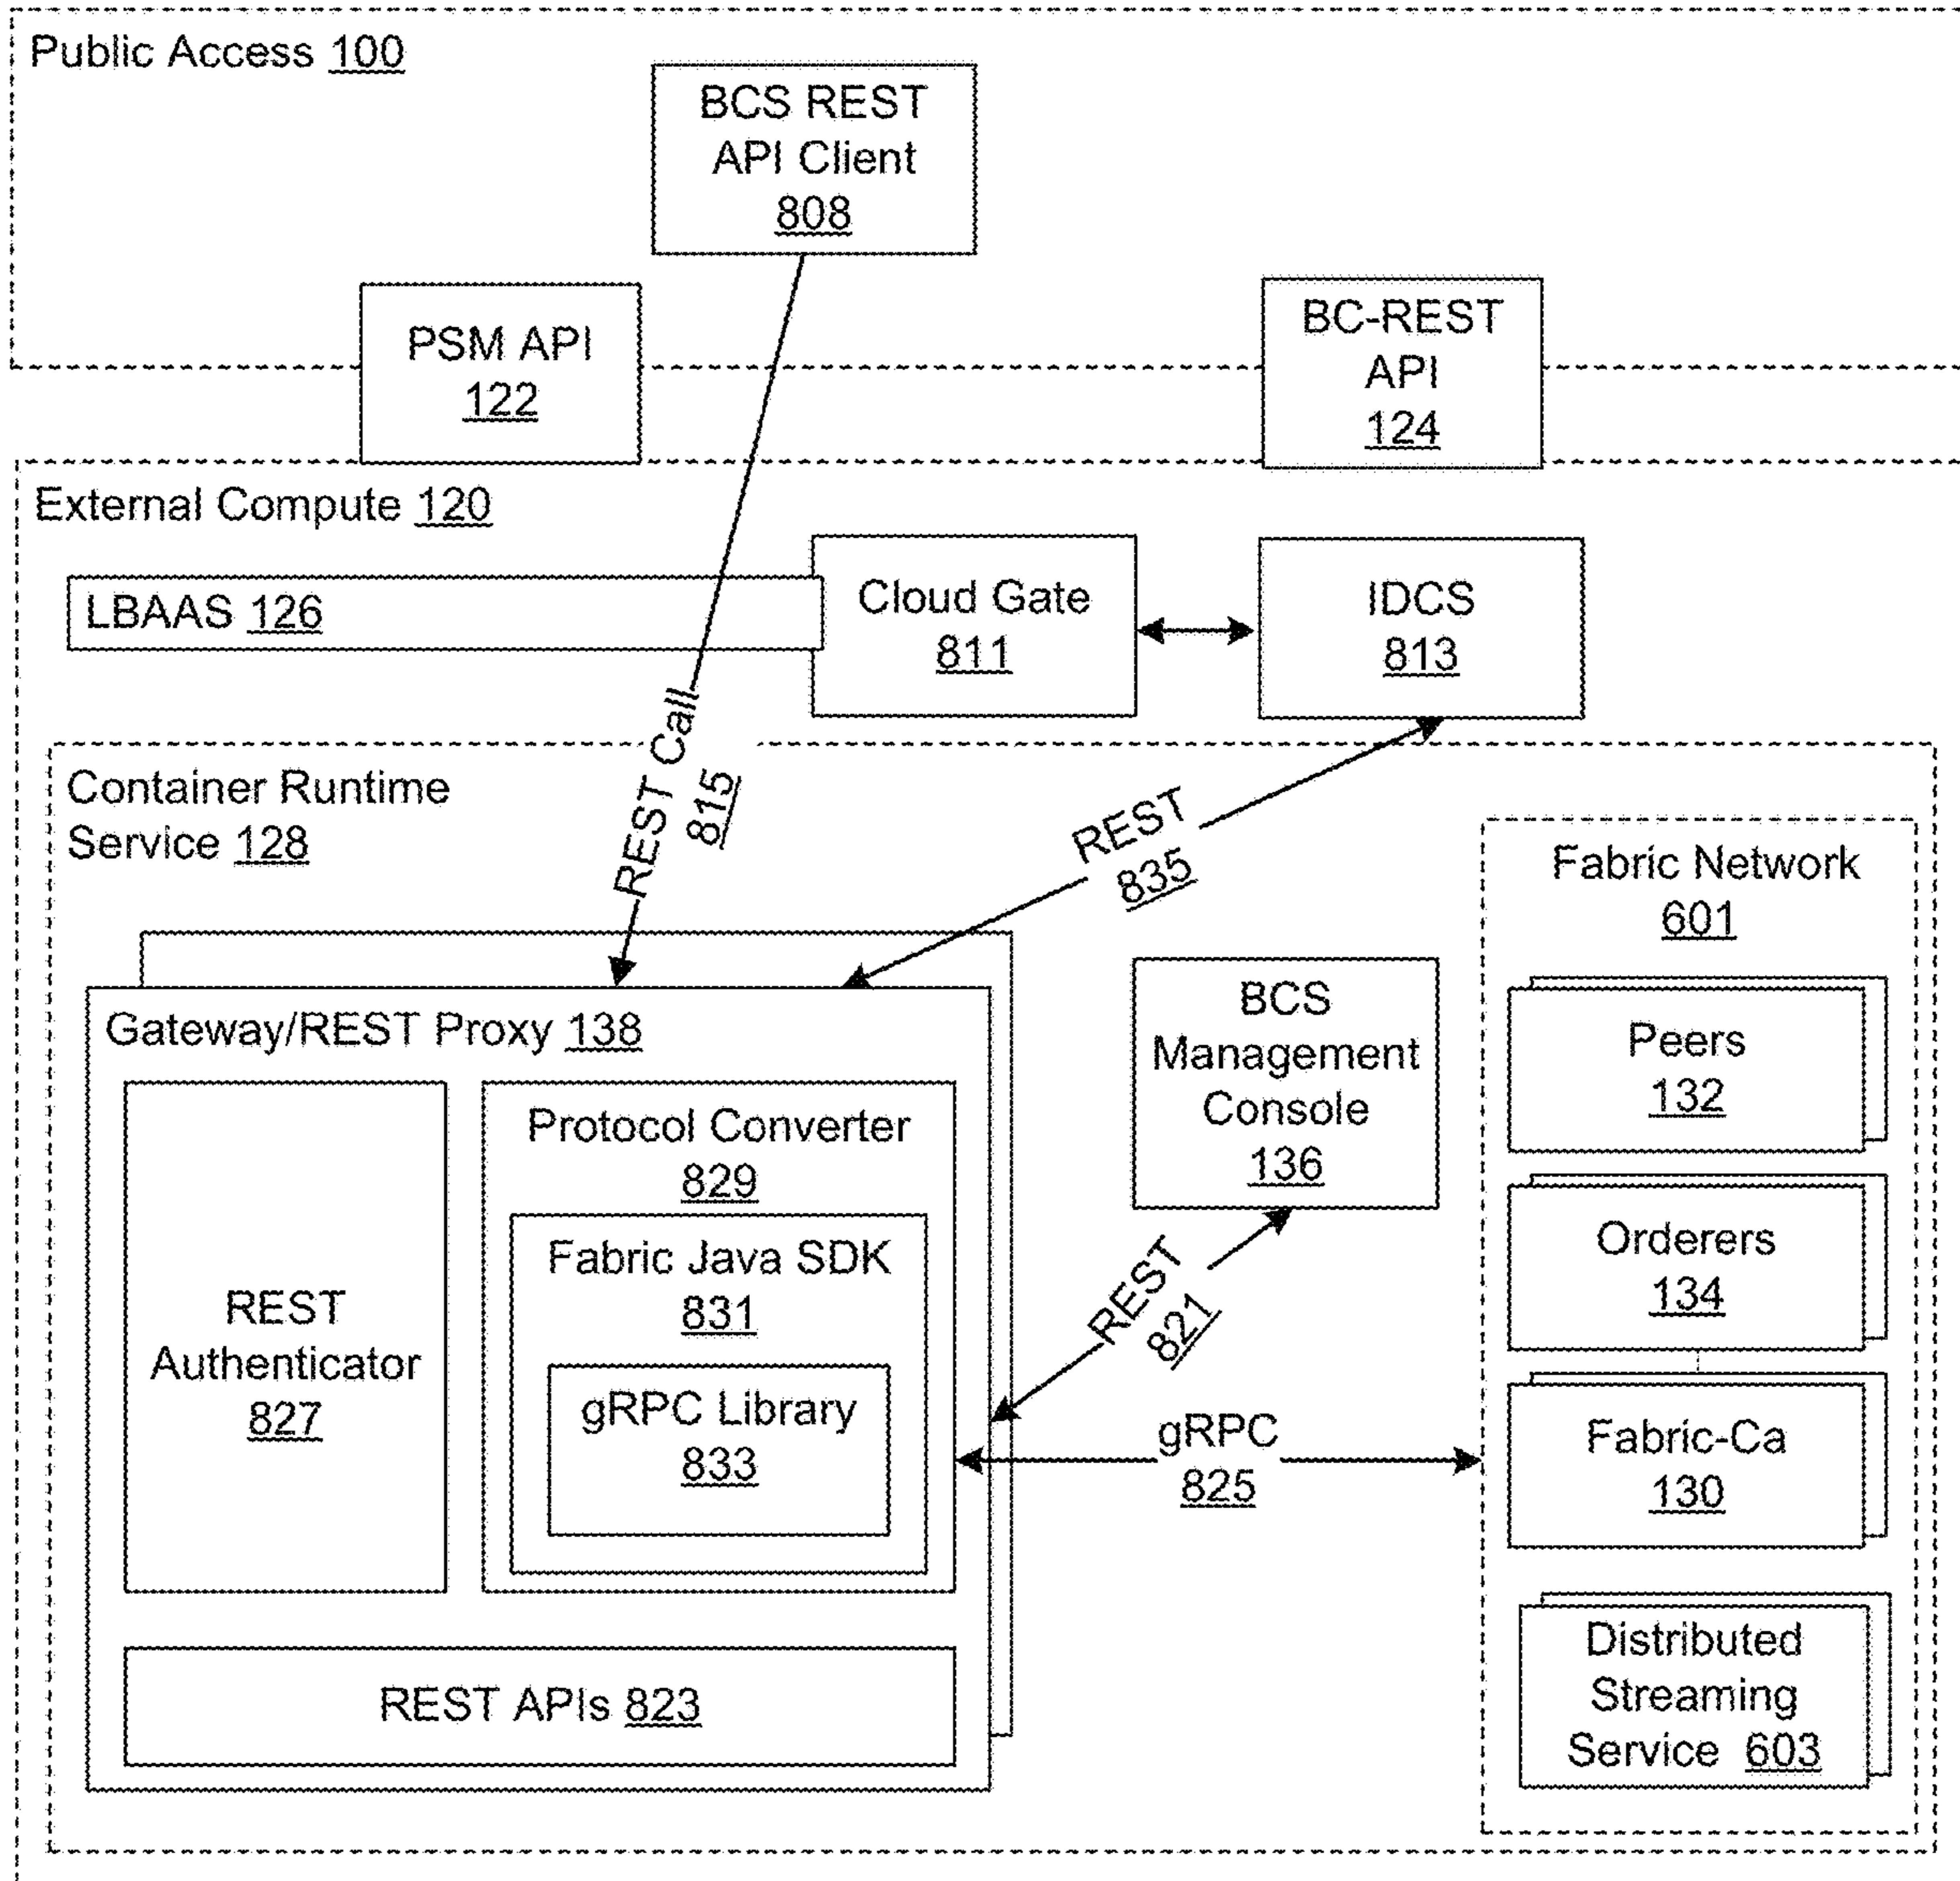 Public Access 100
BCS REST
API Client
808
PSM API
122
BC-REST
API
124
External Compute 120
LBAAS 126
Cloud Gate
811
IDCS
813
REST Call
815
Container Runtime
Service 128
REST
835
Fabric Network
601
Gateway/REST Proxy 138
BCS
Management
Console
136
Peers
132
Protocol Converter
829
Fabric Java SDK
831
gRPC Library
833
REST
Authenticator
827
REST
821
Orderers
134
gRPC
825
Fabric-Ca
130
REST APIs 823
Distributed
Streaming
Service 603